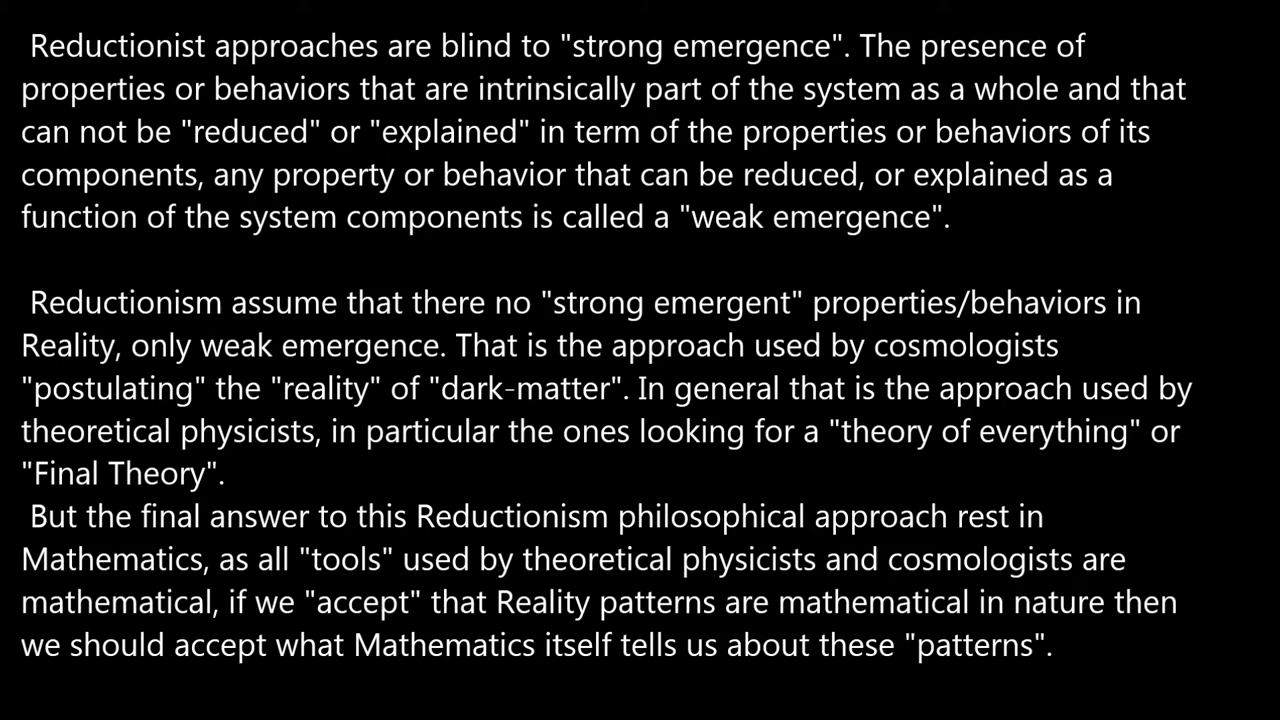 Reductionist approaches are blind to "strong emergence". The presence of
properties or behaviors that are intrinsically part of the system as a whole and that
can not be "reduced" or "explained" in term of the properties or behaviors of its
components, any property or behavior that can be reduced, or explained as a
function of the system components is called a "weak emergence".
Reductionism assume that there no "strong emergent" properties/behaviors in
Reality, only weak emergence. That is the approach used by cosmologists
"postulating" the "reality" of "dark-matter". In general that is the approach used by
theoretical physicists, in particular the ones looking for a "theory of everything" or
"Final Theory".
But the final answer to this Reductionism philosophical approach rest in
Mathematics, as all "tools" used by theoretical physicists and cosmologists are
mathematical, if we "accept" that Reality patterns are mathematical in nature then
we should accept what Mathematics itself tells us about these "patterns".